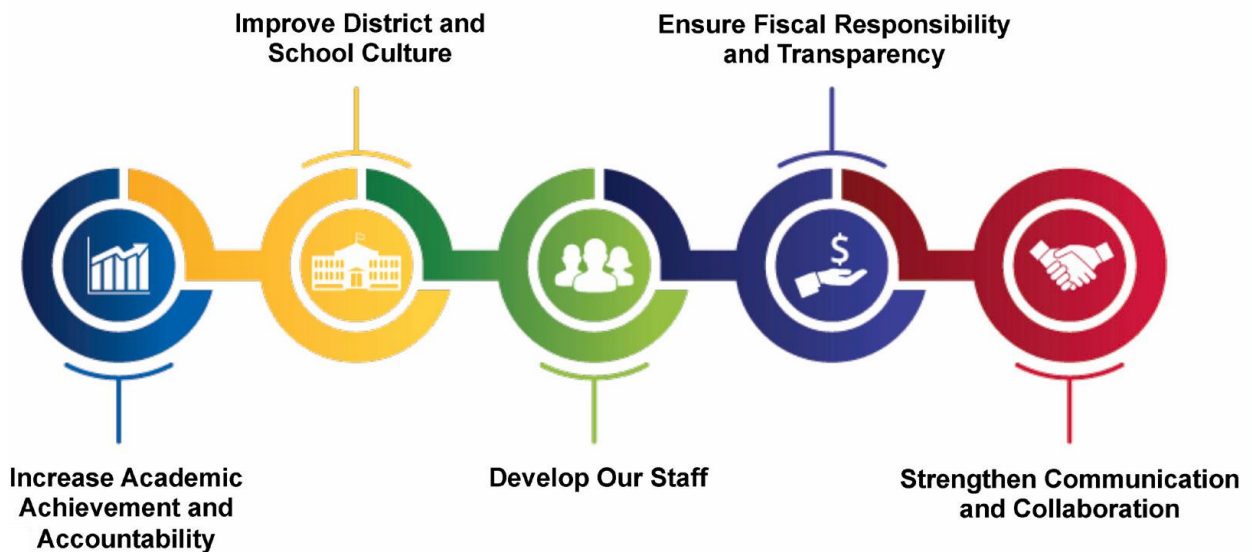 Improve District and
School Culture
Ensure Fiscal Responsibility
and Transparency
$
Increase Academic
Achievement and
Accountability
Develop Our Staff
Strengthen Communication
and Collaboration